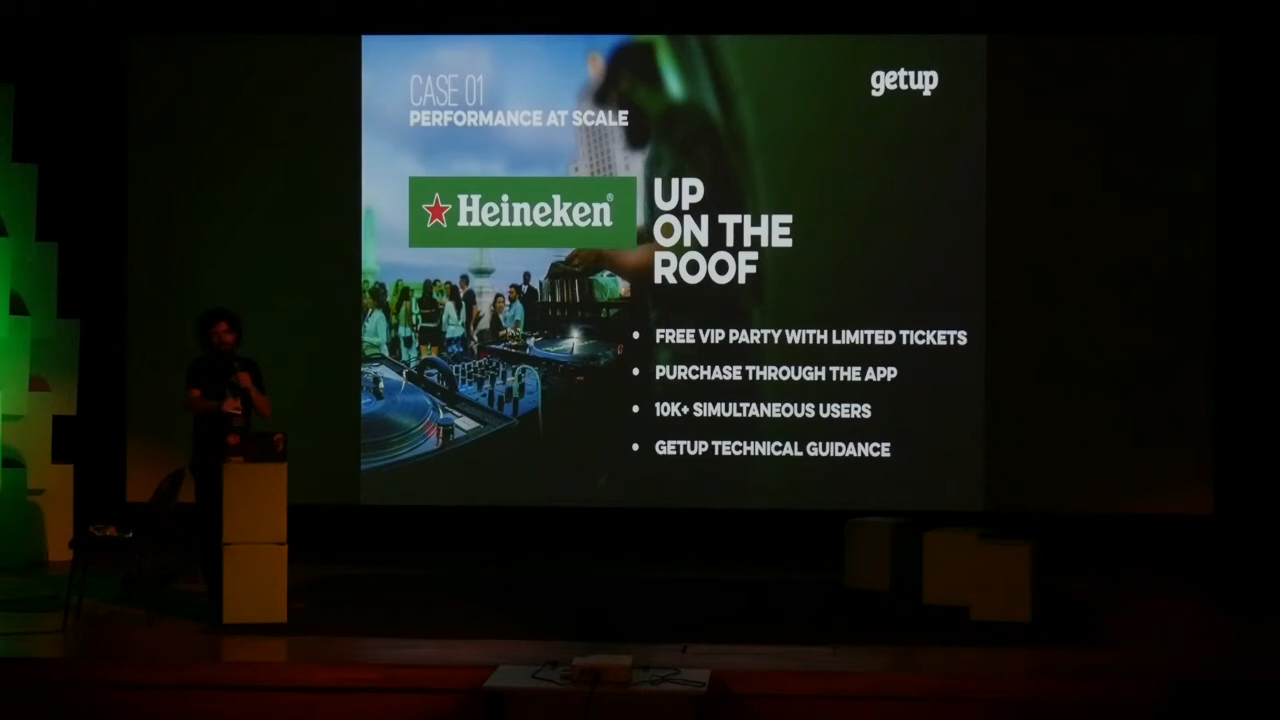 CASE 01
PERFORMANCE AT SCALE
getup
Heineken®
UP
ON THE
ROOF
• FREE VIP PARTY WITH LIMITED TICKETS
• PURCHASE THROUGH THE APP
• 10K+ SIMULTANEOUS USERS
• GETUP TECHNICAL GUIDANCE